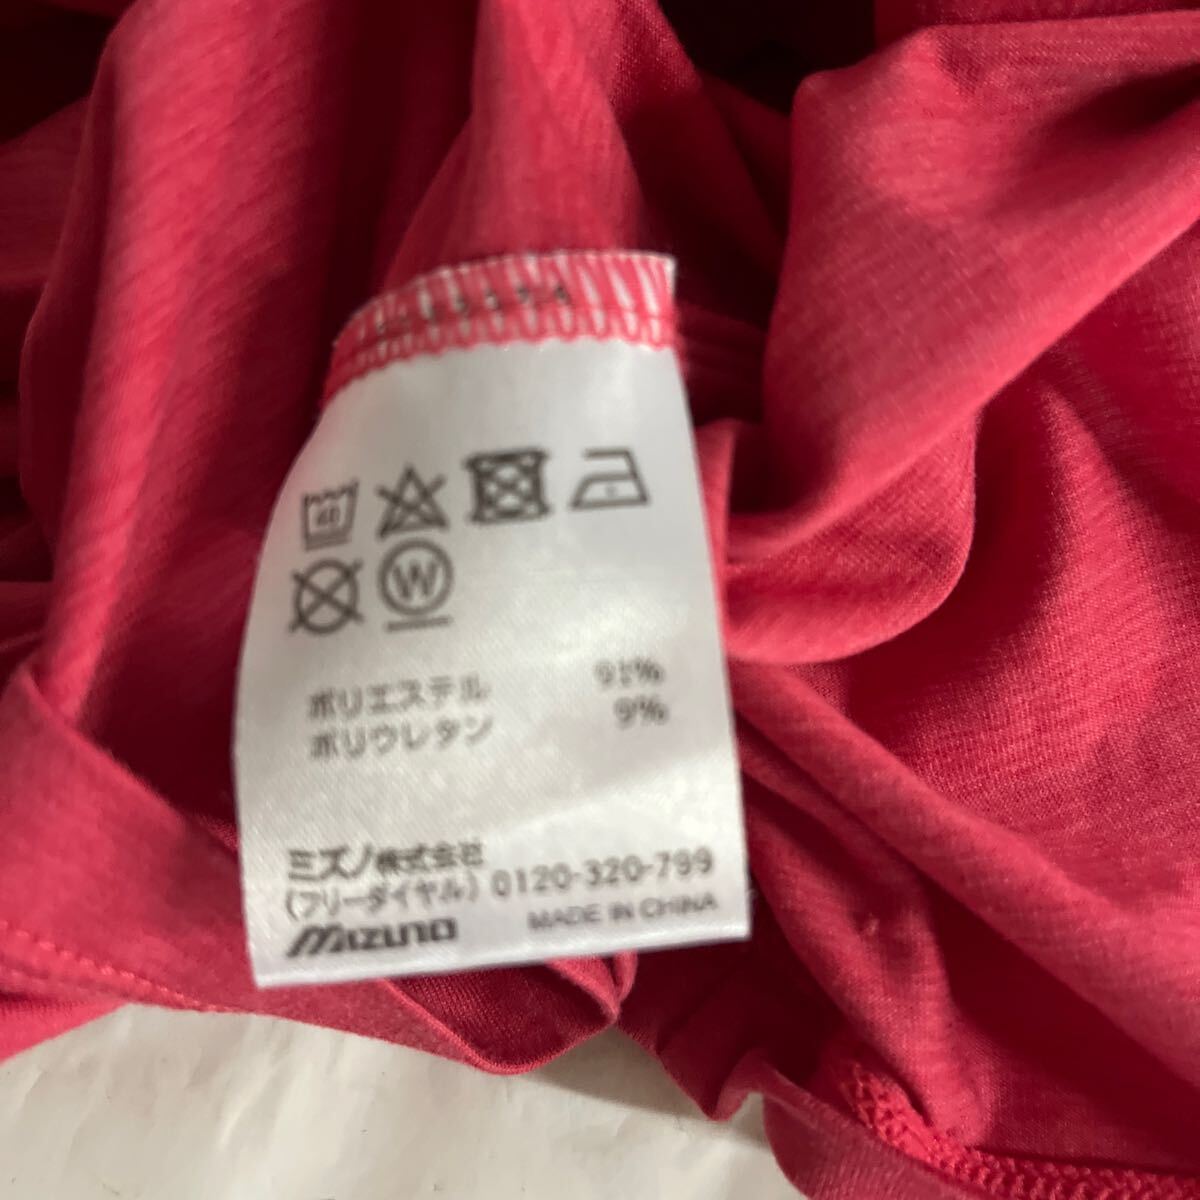 40
W
ポリエステル 91%
ポリウレタン 9%
ミズノ株式会社
(フリーダイヤル) 0120-320-799
MIZUNO MADE IN CHINA